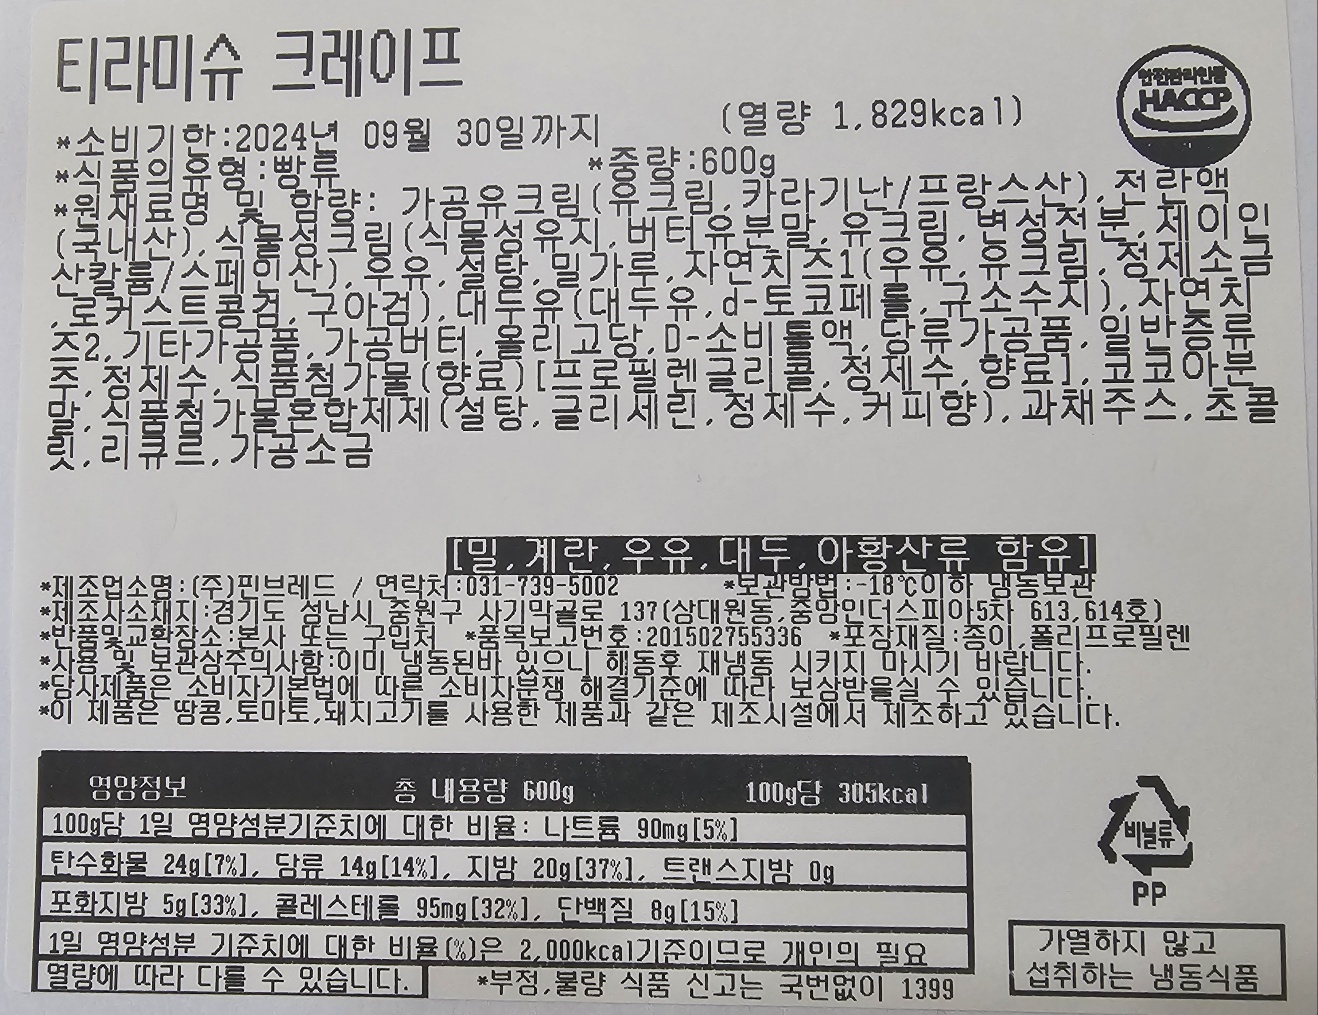 티라미슈 크레이프
안전관리인증
HACCP
*소비기한:2024년 09월 30일까지 (열량 1,829kcal)
*식품의유형:빵류 *중량:600g
*원재료명 및 함량: 가공유크림(유크림,카라기난/프랑스산),전란액
(국내산),식물성크림(식물성유지,버터유분말,유크림,변성전분,제이인
산칼륨/스페인산),우유,설탕,밀가루,자연치즈1(우유,유크림,정제소금
,로커스트콩검,구아검),대두유(대두유,d-토코페롤,규소수지),자연치
즈2,기타가공품,가공버터,올리고당,D-소비톨액,당류가공품,일반증류
주,정제수,식품첨가물(향료)[프로필렌글리콜,정제수,향료],코코아분
말,식품첨가물혼합제제(설탕,글리세린,정제수,커피향),과채주스,초콜
릿,리큐르,가공소금
[밀,계란,우유,대두,아황산류 함유]
*제조업소명:(주)핀브레드 / 연락처:031-739-5002 *보관방법:-18℃이하 냉동보관
*제조사소재지:경기도 성남시 중원구 사기막골로 137(상대원동,중앙인더스피아5차 613,614호)
*반품및교환장소:본사 또는 구입처 *품목보고번호:201502755336 *포장재질:종이,폴리프로필렌
*사용 및 보관상주의사항:이미 냉동된바 있으니 해동후 재냉동 시키지 마시기 바랍니다.
*당사제품은 소비자기본법에 따른 소비자분쟁 해결기준에 따라 보상받을실 수 있습니다.
*이 제품은 땅콩,토마토,돼지고기를 사용한 제품과 같은 제조시설에서 제조하고 있습니다.
영양정보 총 내용량 600g 100g당 305kcal
100g당 1일 영양성분기준치에 대한 비율: 나트륨 90mg[5%]
탄수화물 24g[7%], 당류 14g[14%], 지방 20g[37%], 트랜스지방 0g
포화지방 5g[33%], 콜레스테롤 95mg[32%], 단백질 8g[15%]
1일 영양성분 기준치에 대한 비율(%)은 2,000kcal기준이므로 개인의 필요
열량에 따라 다를 수 있습니다.
*부정,불량 식품 신고는 국번없이 1399
비닐류
PP
가열하지 않고
섭취하는 냉동식품